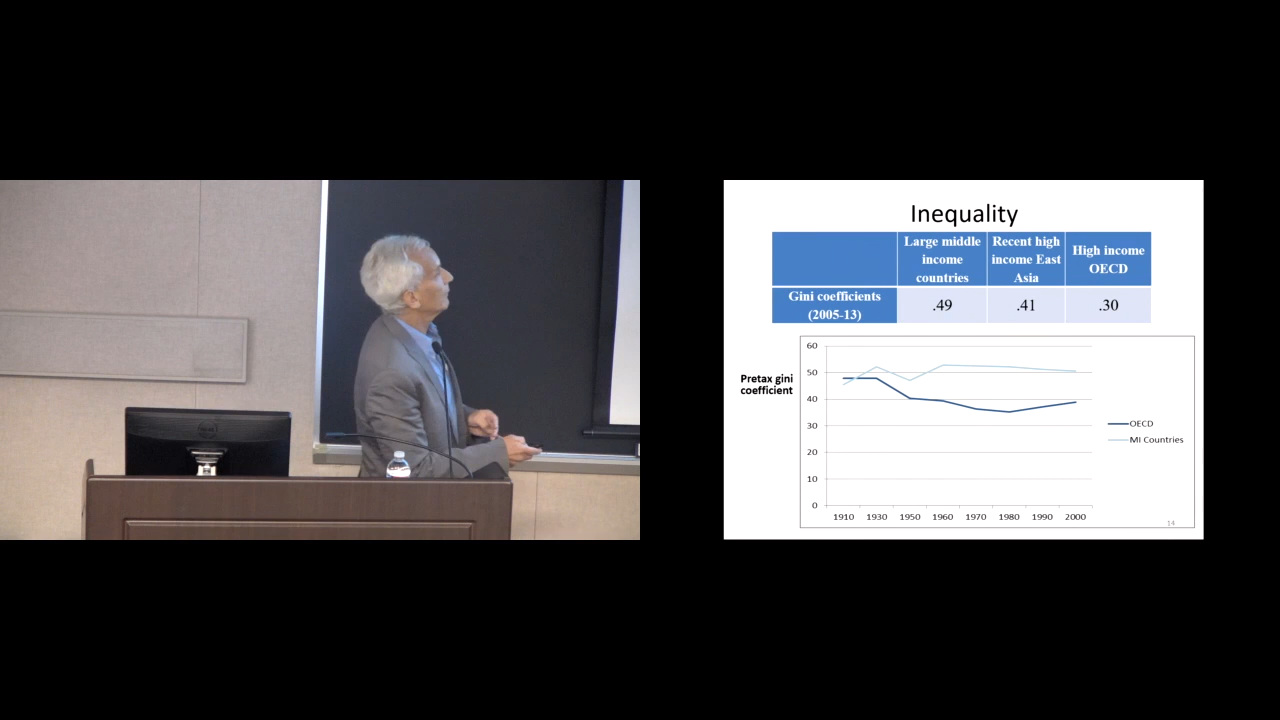 Inequality
Large middle income countries
Recent high income East Asia
High income OECD
Gini coefficients (2005-13)
.49
.41
.30
Pretax gini coefficient
60
50
40
30
20
10
0
1910 1930 1950 1960 1970 1980 1990 2000
OECD
MI Countries
14